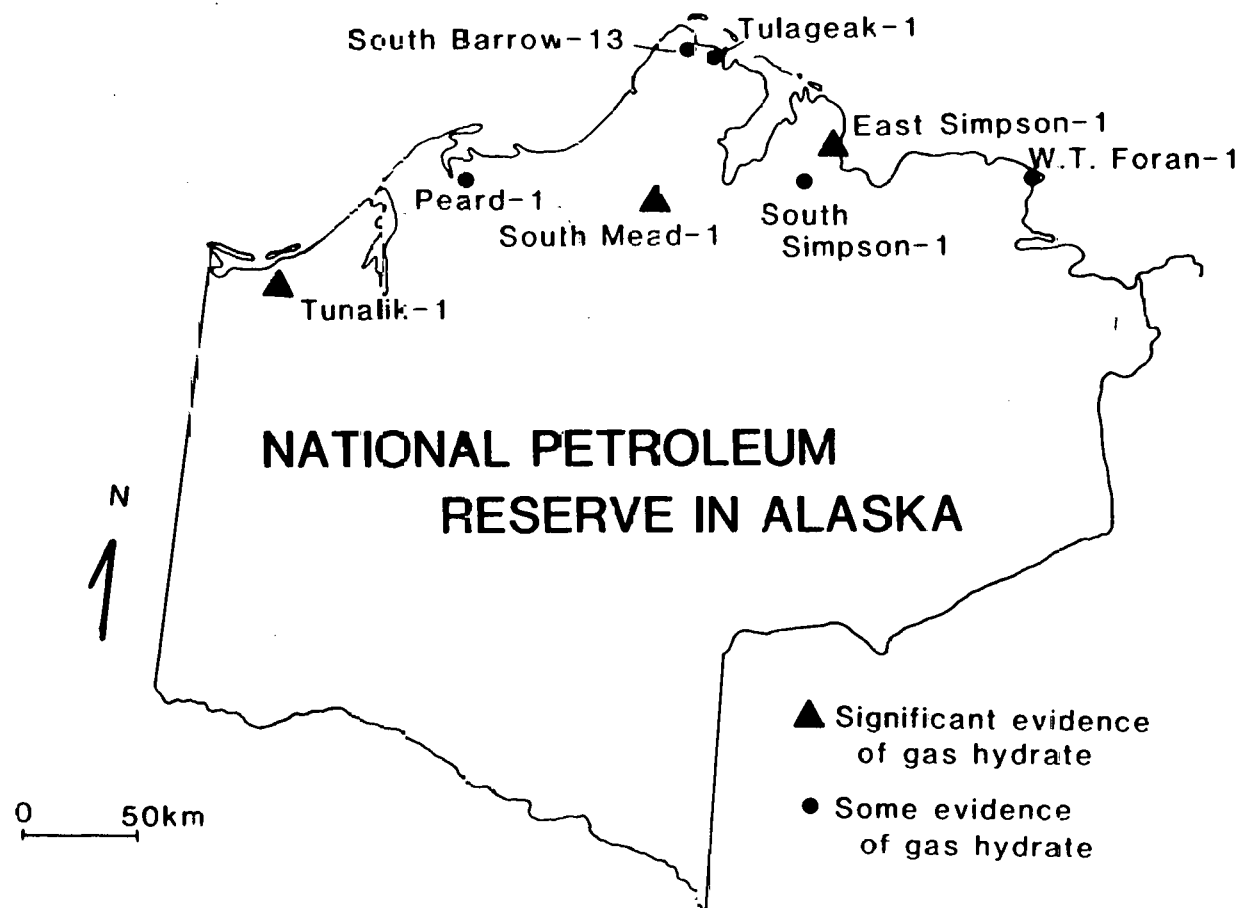 South Barrow-13
Tulageak-1
East Simpson-1
W.T. Foran-1
Peard-1
South Mead-1
South
Simpson-1
Tunalik-1
NATIONAL PETROLEUM
RESERVE IN ALASKA
N
Significant evidence
of gas hydrate
Some evidence
of gas hydrate
0 50km